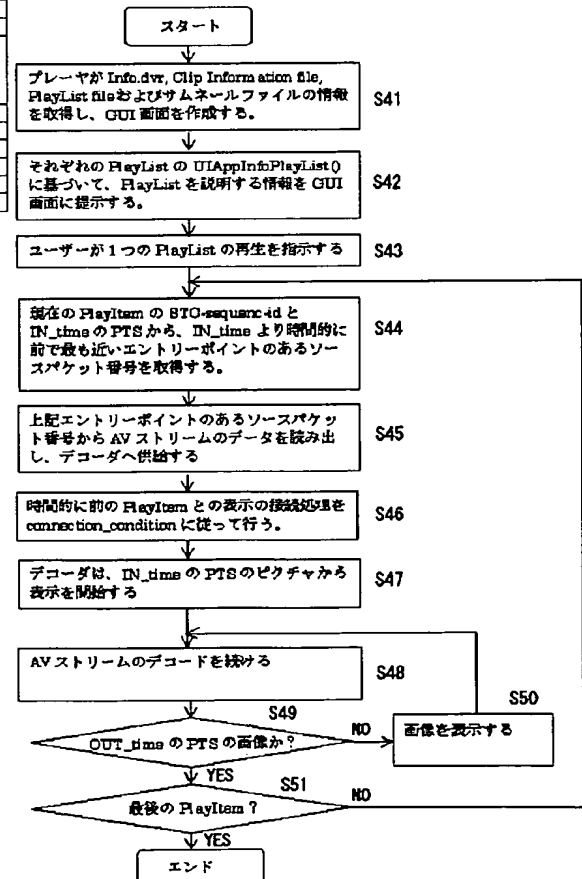 スタート
プレーヤが Info.dvr, Clip Information file,
PlayList fileおよびサムネールファイルの情報
を取得し、GUI 画面を作成する。
S41
それぞれの PlayList の UIAppInfoPlayList()
に基づいて、PlayList を説明する情報を GUI
画面に提示する。
S42
ユーザーが 1 つの PlayList の再生を指示する
S43
現在の PlayItem の STC-sequenc-id と
IN_time の PTS から、IN_time より時間的に
前で最も近いエントリーポイントのあるソー
スパケット番号を取得する。
S44
上記エントリーポイントのあるソースパケッ
ト番号から AV ストリームのデータを読み出
し、デコーダへ供給する
S45
時間的に前の PlayItem との表示の接続処理を
connection_condition に従って行う。
S46
デコーダは、IN_time の PTS のピクチャから
表示を開始する
S47
AV ストリームのデコードを続ける
S48
S49
OUT_time の PTS の画像か?
NO
S50
画像を表示する
YES
S51
最後の PlayItem ?
NO
YES
エンド